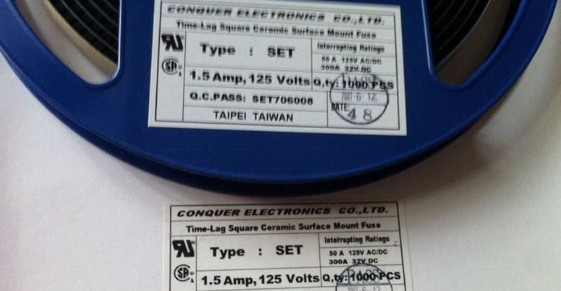 CONQUER ELECTRONICS CO.,LTD.
Time-Lag Square Ceramic Surface Mount Fuse
Type : SET
Interrupting Ratings
50 A 125V AC/DC
300A 32V DC
1.5 Amp, 125 Volts Q,ty: 1000 PCS
Q.C.PASS: SET706008
DATE
48
TAIPEI TAIWAN
CONQUER ELECTRONICS CO.,LTD.
Time-Lag Square Ceramic Surface Mount Fuse
Type : SET
Interrupting Ratings
50 A 125V AC/DC
300A 32V DC
1.5 Amp, 125 Volts Q,ty: 1000 PCS